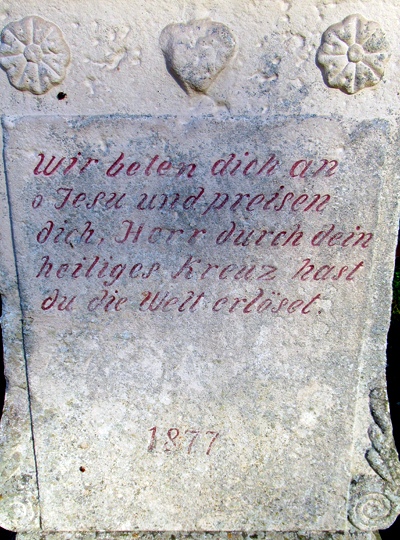 Wir beten dich an
o Jesu und preisen
dich, Herr durch dein
heiliges Kreuz hast
du die Welt erlöset.
1877